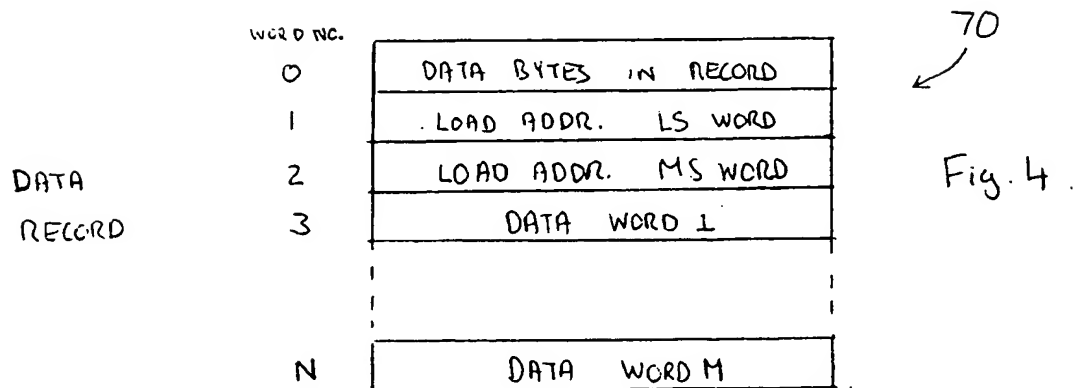 70
WORD NO.
0 DATA BYTES IN RECORD
1 LOAD ADDR. LS WORD
DATA 2 LOAD ADDR. MS WORD
RECORD 3 DATA WORD 1
Fig. 4.
N DATA WORD M